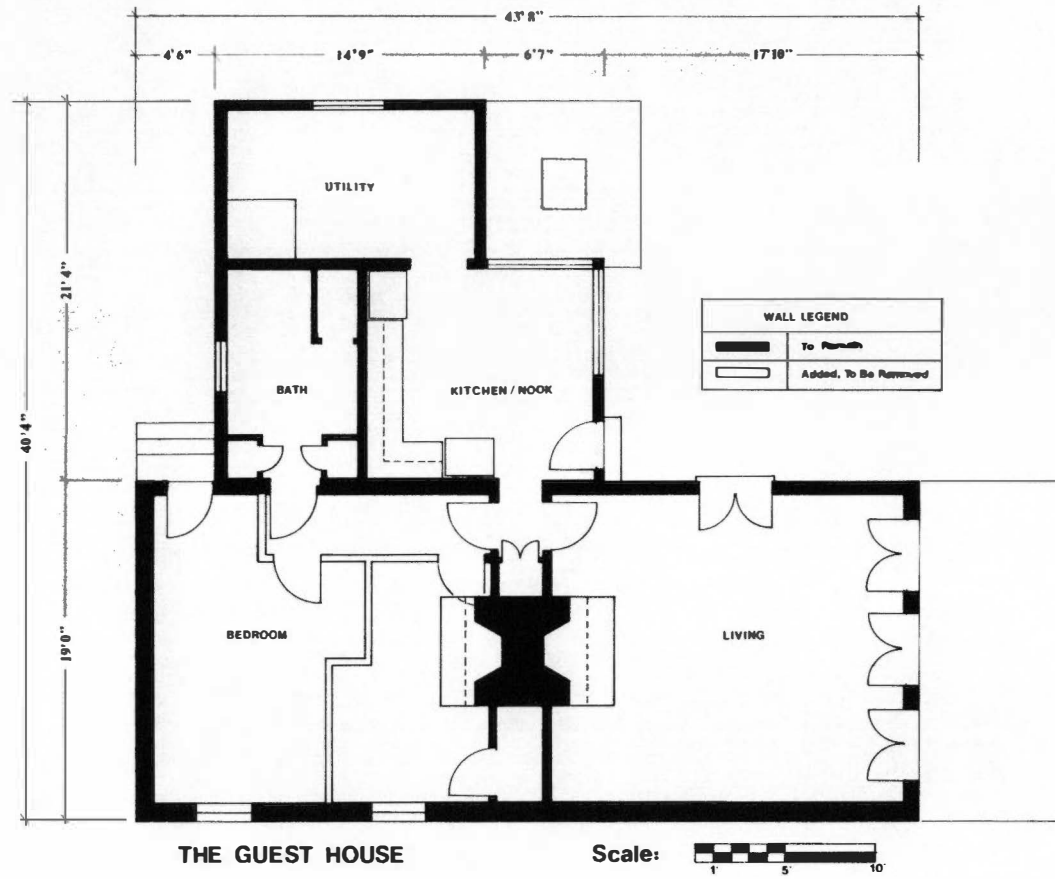 43'8"
4'6" 14'9" 6'7" 17'10"
UTILITY
21'4"
40'4"
WALL LEGEND
To
Added, To Be Removed
BATH
KITCHEN / NOOK
19'0"
BEDROOM
LIVING
THE GUEST HOUSE
Scale:
1' 5' 10'